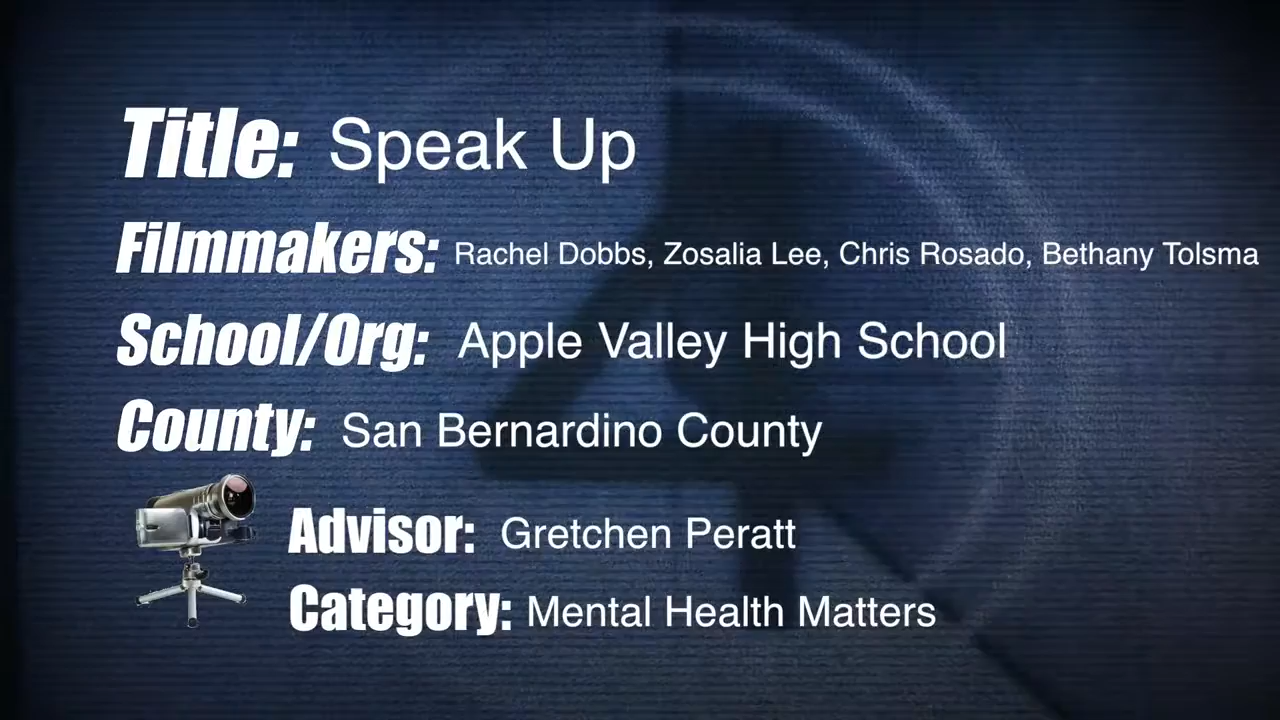 Title: Speak Up
Filmmakers: Rachel Dobbs, Zosalia Lee, Chris Rosado, Bethany Tolsma
School/Org: Apple Valley High School
County: San Bernardino County
Advisor: Gretchen Peratt
Category: Mental Health Matters